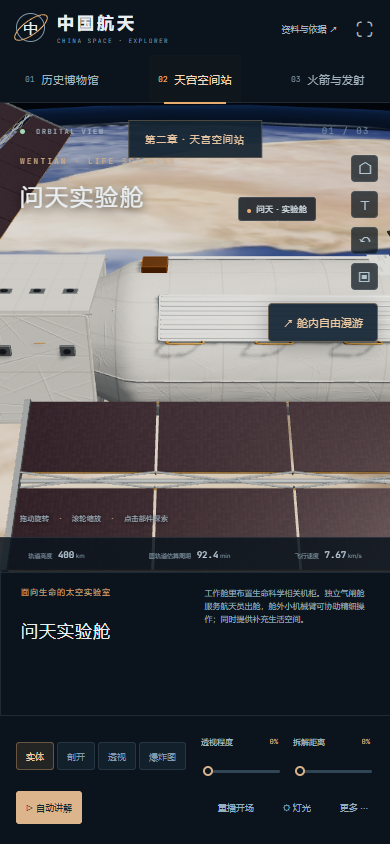 中国航天
CHINA SPACE · EXPLORER
资料与依据 ↗
01 历史博物馆
02 天宫空间站
03 火箭与发射
ORBITAL VIEW
第二章 · 天宫空间站
01 / 03
WENTIAN · LIFE
问天实验舱
问天 · 实验舱
↗ 舱内自由漫游
拖动旋转 · 滚轮缩放 · 点击部件探索
轨道高度 400 km
圆轨道估算周期 92.4 min
飞行速度 7.67 km/s
面向生命的太空实验室
问天实验舱
工作舱里布置生命科学相关机柜。独立气闸舱
服务航天员出舱，舱外小机械臂可协助精细操
作；同时提供补充生活空间。
实体
剖开
透视
爆炸图
透视程度 0%
拆解距离 0%
▷ 自动讲解
重播开场
灯光
更多 ···